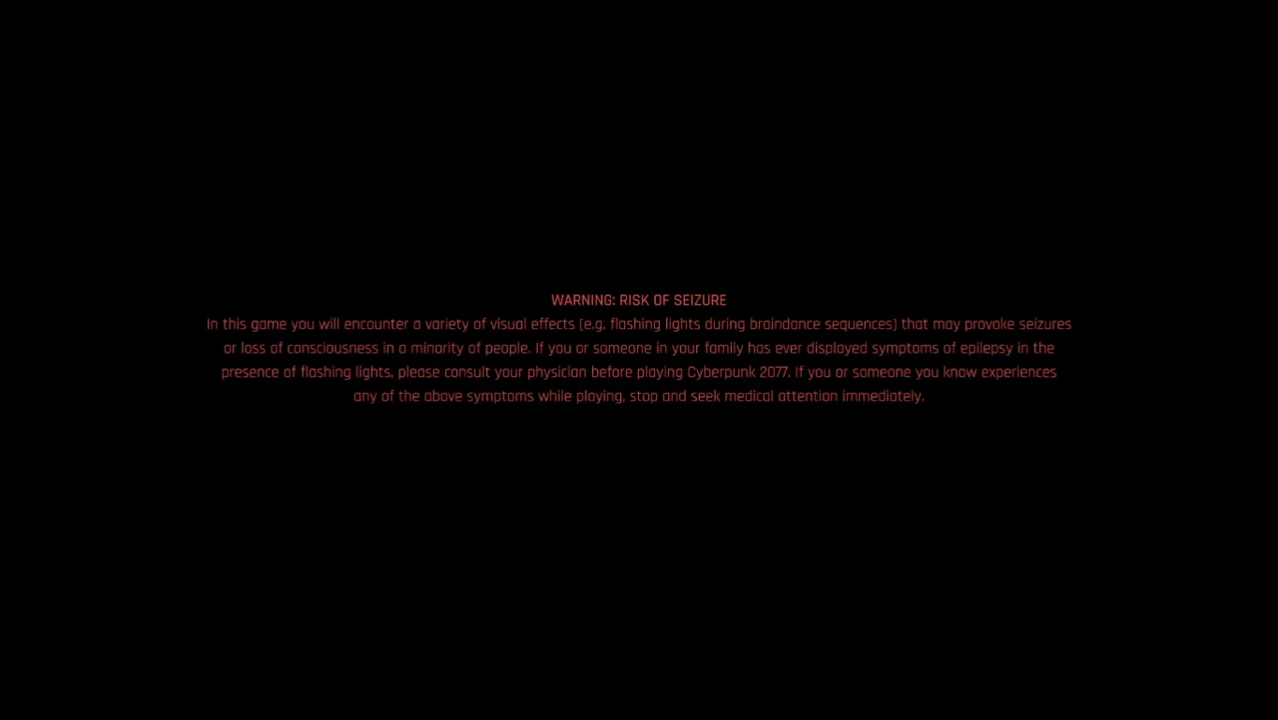 WARNING: RISK OF SEIZURE
In this game you will encounter a variety of visual effects (e.g. flashing lights during braindance sequences) that may provoke seizures
or loss of consciousness in a minority of people. If you or someone in your family has ever displayed symptoms of epilepsy in the
presence of flashing lights, please consult your physician before playing Cyberpunk 2077. If you or someone you know experiences
any of the above symptoms while playing, stop and seek medical attention immediately.